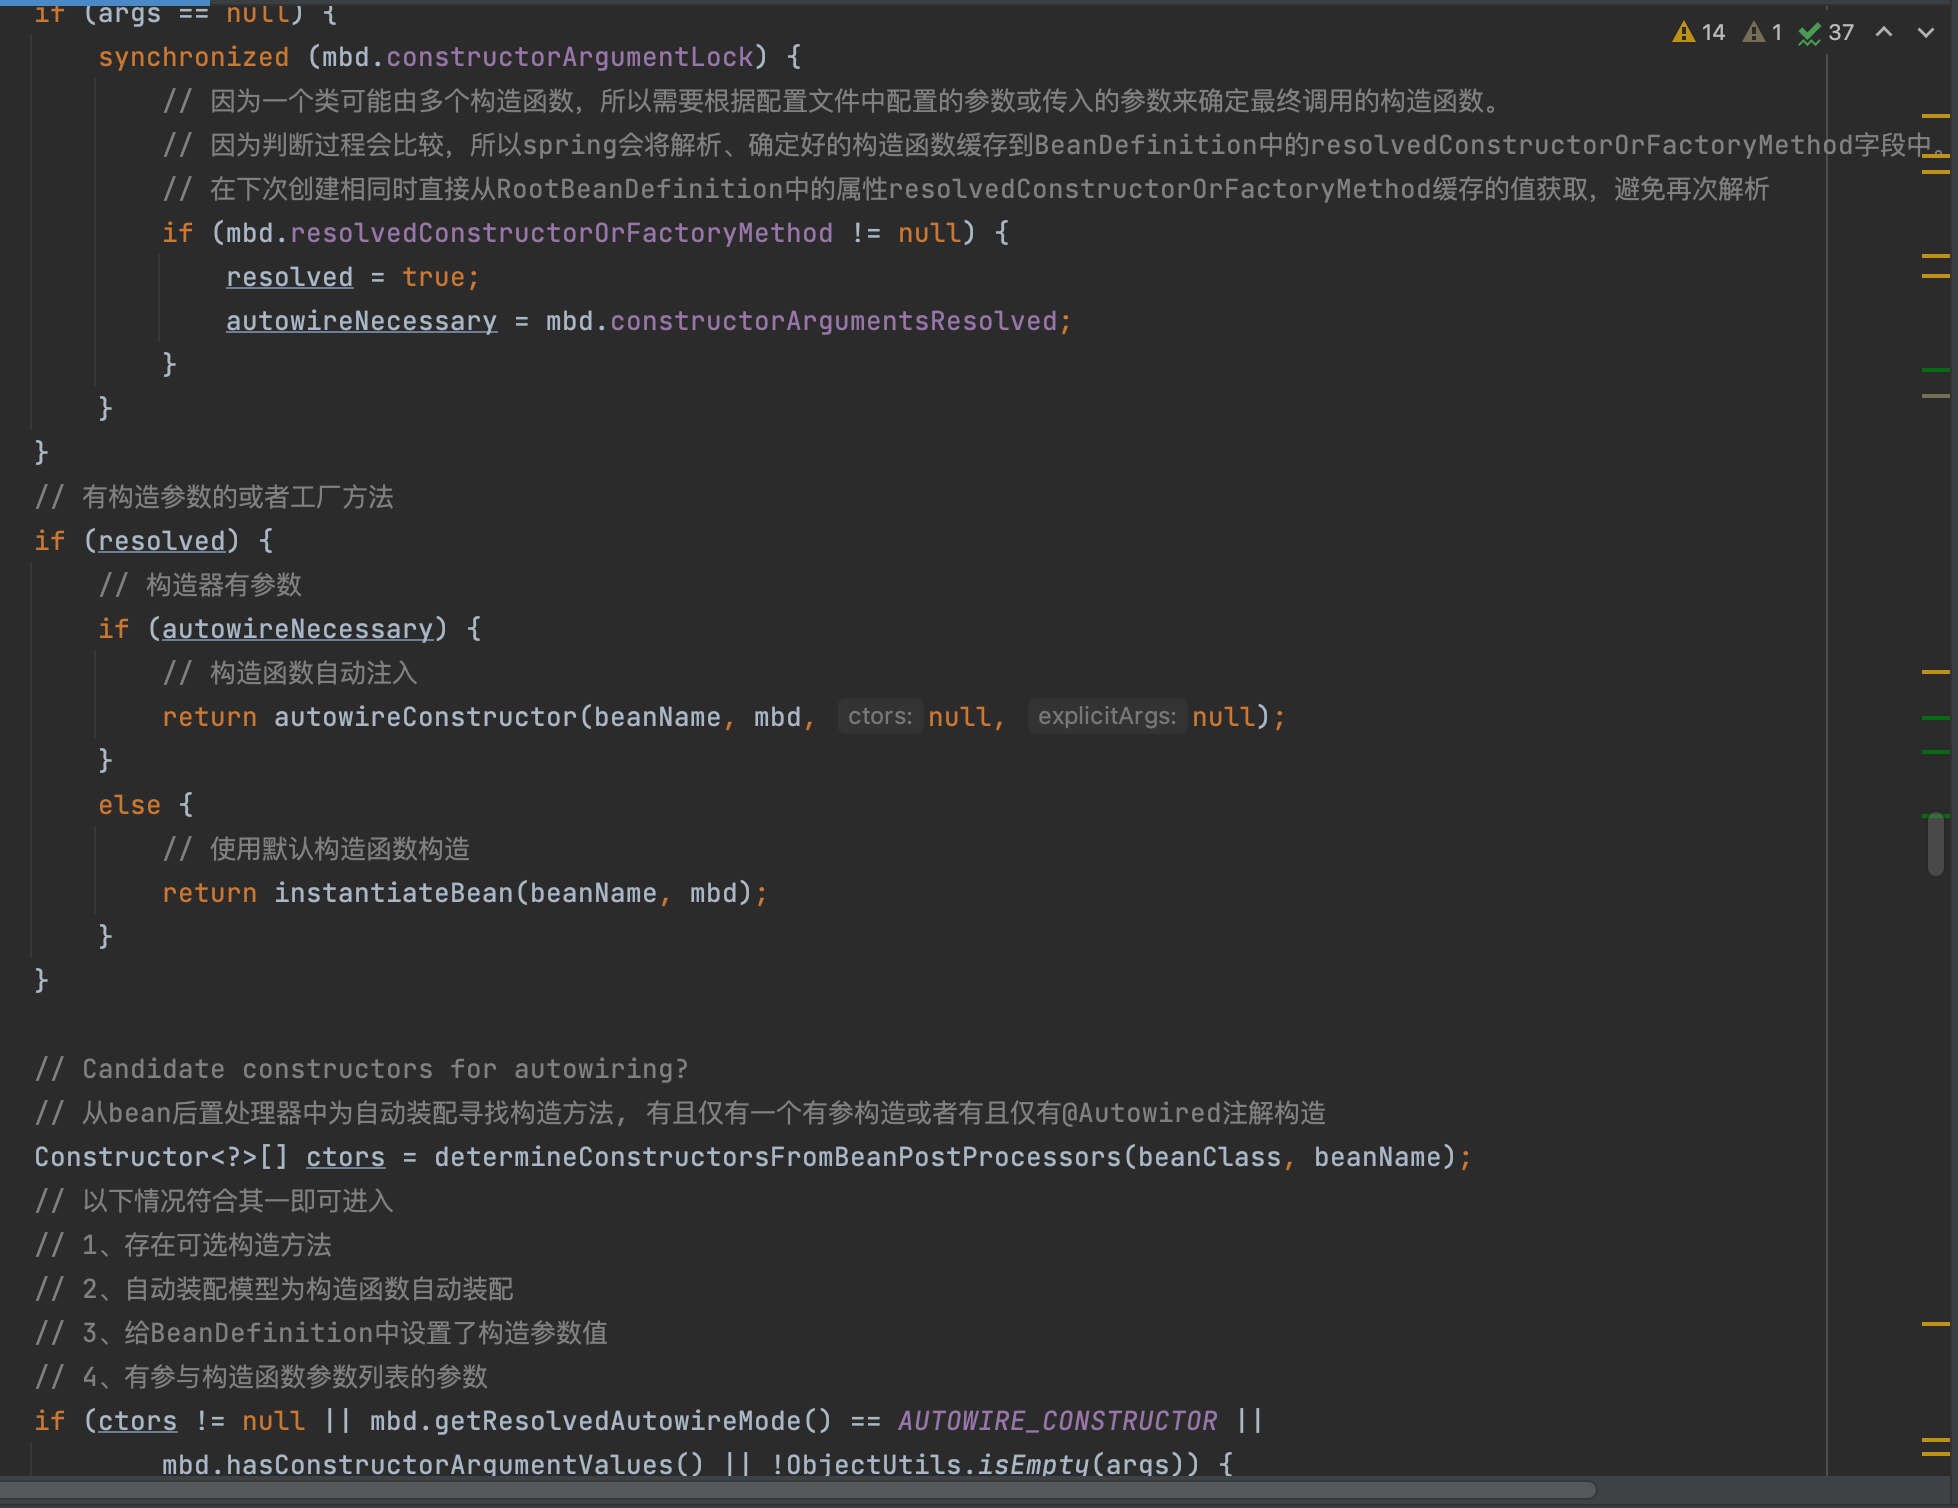 if (args == null) {
14 1 37
synchronized (mbd.constructorArgumentLock) {
// 因为一个类可能由多个构造函数，所以需要根据配置文件中配置的参数或传入的参数来确定最终调用的构造函数。
// 因为判断过程会比较，所以spring会将解析、确定好的构造函数缓存到BeanDefinition中的resolvedConstructorOrFactoryMethod字段中。
// 在下次创建相同时直接从RootBeanDefinition中的属性resolvedConstructorOrFactoryMethod缓存的值获取，避免再次解析
if (mbd.resolvedConstructorOrFactoryMethod != null) {
resolved = true;
autowireNecessary = mbd.constructorArgumentsResolved;
}
}
}
// 有构造参数的或者工厂方法
if (resolved) {
// 构造器有参数
if (autowireNecessary) {
// 构造函数自动注入
return autowireConstructor(beanName, mbd, ctors: null, explicitArgs: null);
}
else {
// 使用默认构造函数构造
return instantiateBean(beanName, mbd);
}
}
// Candidate constructors for autowiring?
// 从bean后置处理器中为自动装配寻找构造方法, 有且仅有一个有参构造或者有且仅有@Autowired注解构造
Constructor<?>[] ctors = determineConstructorsFromBeanPostProcessors(beanClass, beanName);
// 以下情况符合其一即可进入
// 1、存在可选构造方法
// 2、自动装配模型为构造函数自动装配
// 3、给BeanDefinition中设置了构造参数值
// 4、有参与构造函数参数列表的参数
if (ctors != null || mbd.getResolvedAutowireMode() == AUTOWIRE_CONSTRUCTOR ||
mbd.hasConstructorArgumentValues() || !ObjectUtils.isEmpty(args)) {